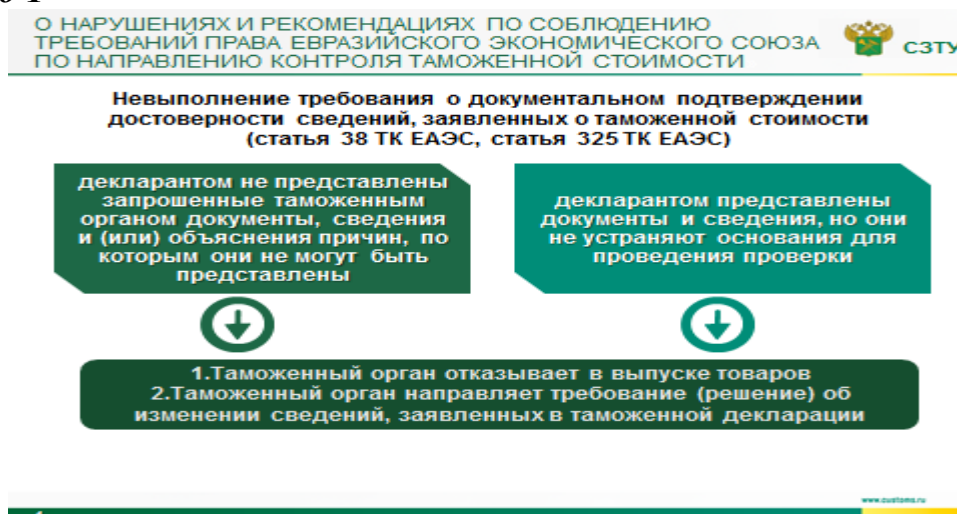 О НАРУШЕНИЯХ И РЕКОМЕНДАЦИЯХ ПО СОБЛЮДЕНИЮ
ТРЕБОВАНИЙ ПРАВА ЕВРАЗИЙСКОГО ЭКОНОМИЧЕСКОГО СОЮЗА
ПО НАПРАВЛЕНИЮ КОНТРОЛЯ ТАМОЖЕННОЙ СТОИМОСТИ
СЗТУ
Невыполнение требования о документальном подтверждении
достоверности сведений, заявленных о таможенной стоимости
(статья 38 ТК ЕАЭС, статья 325 ТК ЕАЭС)
декларантом не представлены
запрошенные таможенным
органом документы, сведения
и (или) объяснения причин, по
которым они не могут быть
представлены
декларантом представлены
документы и сведения, но они
не устраняют основания для
проведения проверки
1.Таможенный орган отказывает в выпуске товаров
2.Таможенный орган направляет требование (решение) об
изменении сведений, заявленных в таможенной декларации
www.customs.ru